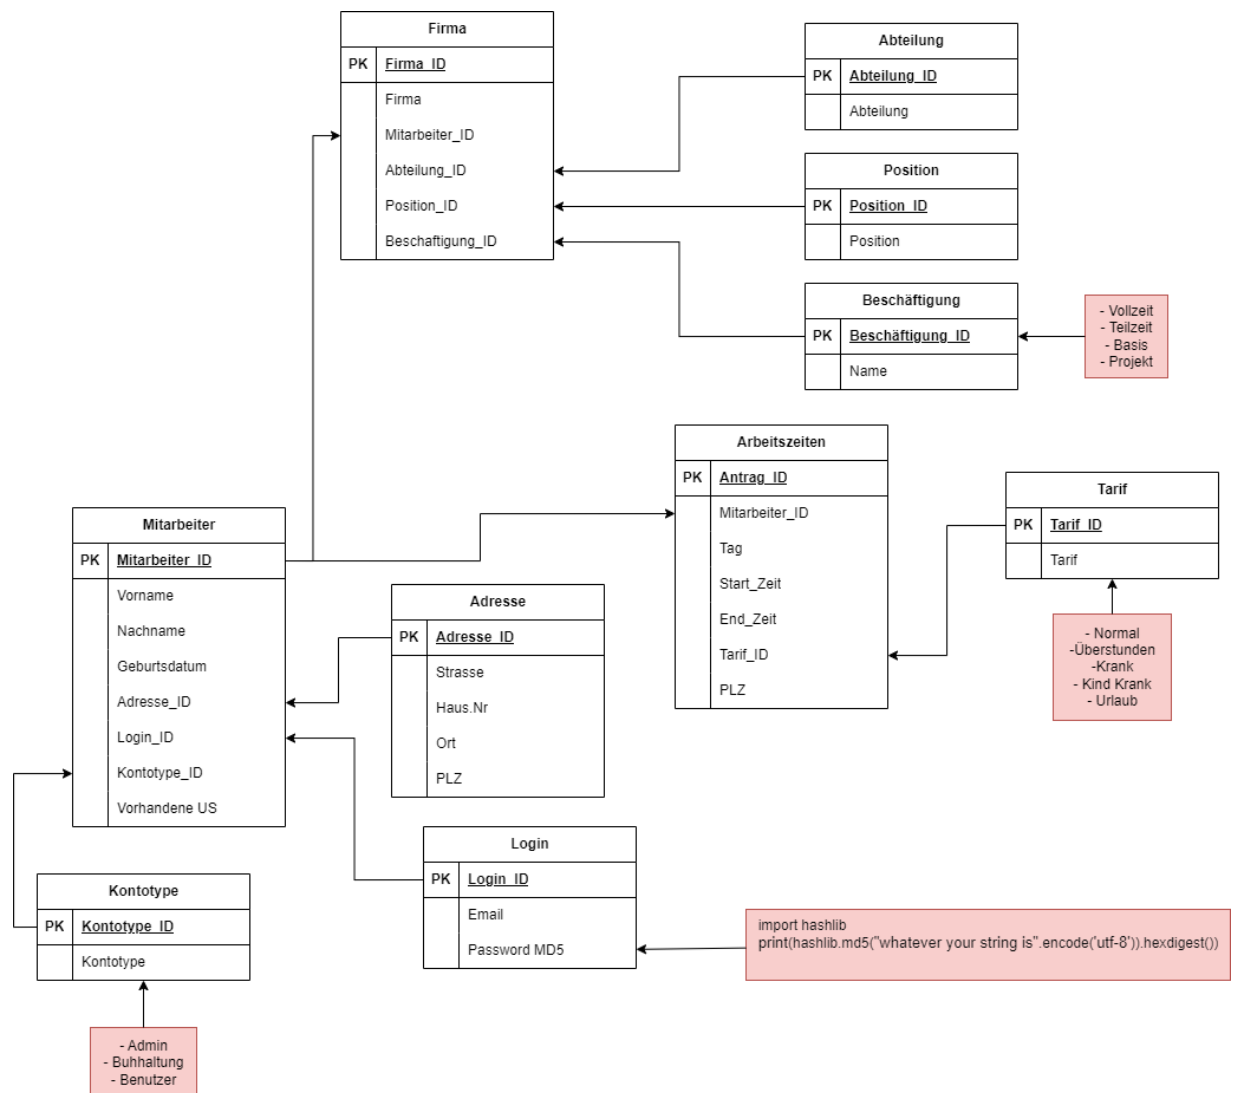 Firma
PK Firma_ID
Firma
Mitarbeiter_ID
Abteilung_ID
Position_ID
Beschaftigung_ID
Abteilung
PK Abteilung_ID
Abteilung
Position
PK Position_ID
Position
Beschäftigung
PK Beschäftigung_ID
Name
- Vollzeit
- Teilzeit
- Basis
- Projekt
Arbeitszeiten
PK Antrag_ID
Mitarbeiter_ID
Tag
Start_Zeit
End_Zeit
Tarif_ID
PLZ
Tarif
PK Tarif_ID
Tarif
- Normal
-Überstunden
-Krank
- Kind Krank
- Urlaub
Mitarbeiter
PK Mitarbeiter_ID
Vorname
Nachname
Geburtsdatum
Adresse_ID
Login_ID
Kontotype_ID
Vorhandene US
Adresse
PK Adresse_ID
Strasse
Haus.Nr
Ort
PLZ
Login
PK Login_ID
Email
Password MD5
import hashlib
print(hashlib.md5("whatever your string is".encode('utf-8')).hexdigest())
Kontotype
PK Kontotype_ID
Kontotype
- Admin
- Buhhaltung
- Benutzer